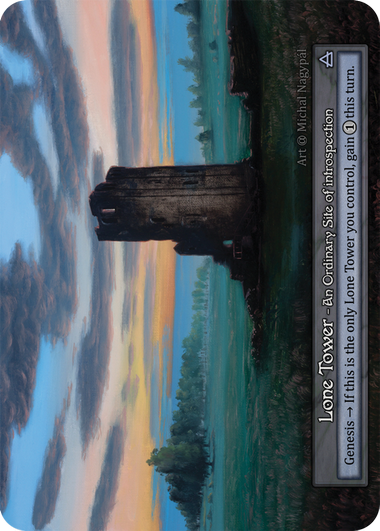 Art @ Michal Nagypál
Lone Tower - An Ordinary Site of introspection
Genesis → If this is the only Lone Tower you control, gain ① this turn.